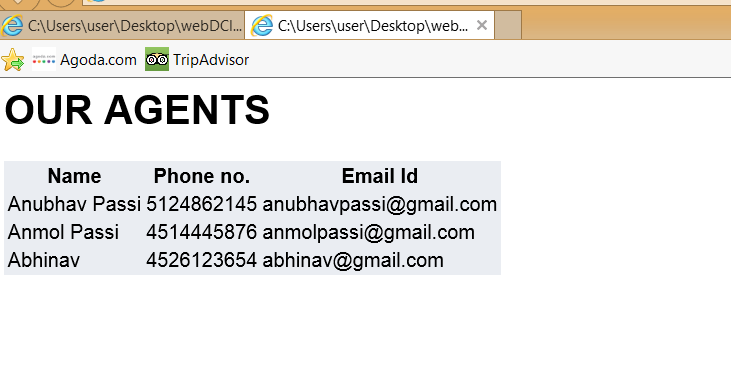 C:\Users\user\Desktop\webDCl... C:\Users\user\Desktop\web...
Agoda.com TripAdvisor
OUR AGENTS
Name Phone no. Email Id
Anubhav Passi 5124862145 anubhavpassi@gmail.com
Anmol Passi 4514445876 anmolpassi@gmail.com
Abhinav 4526123654 abhinav@gmail.com